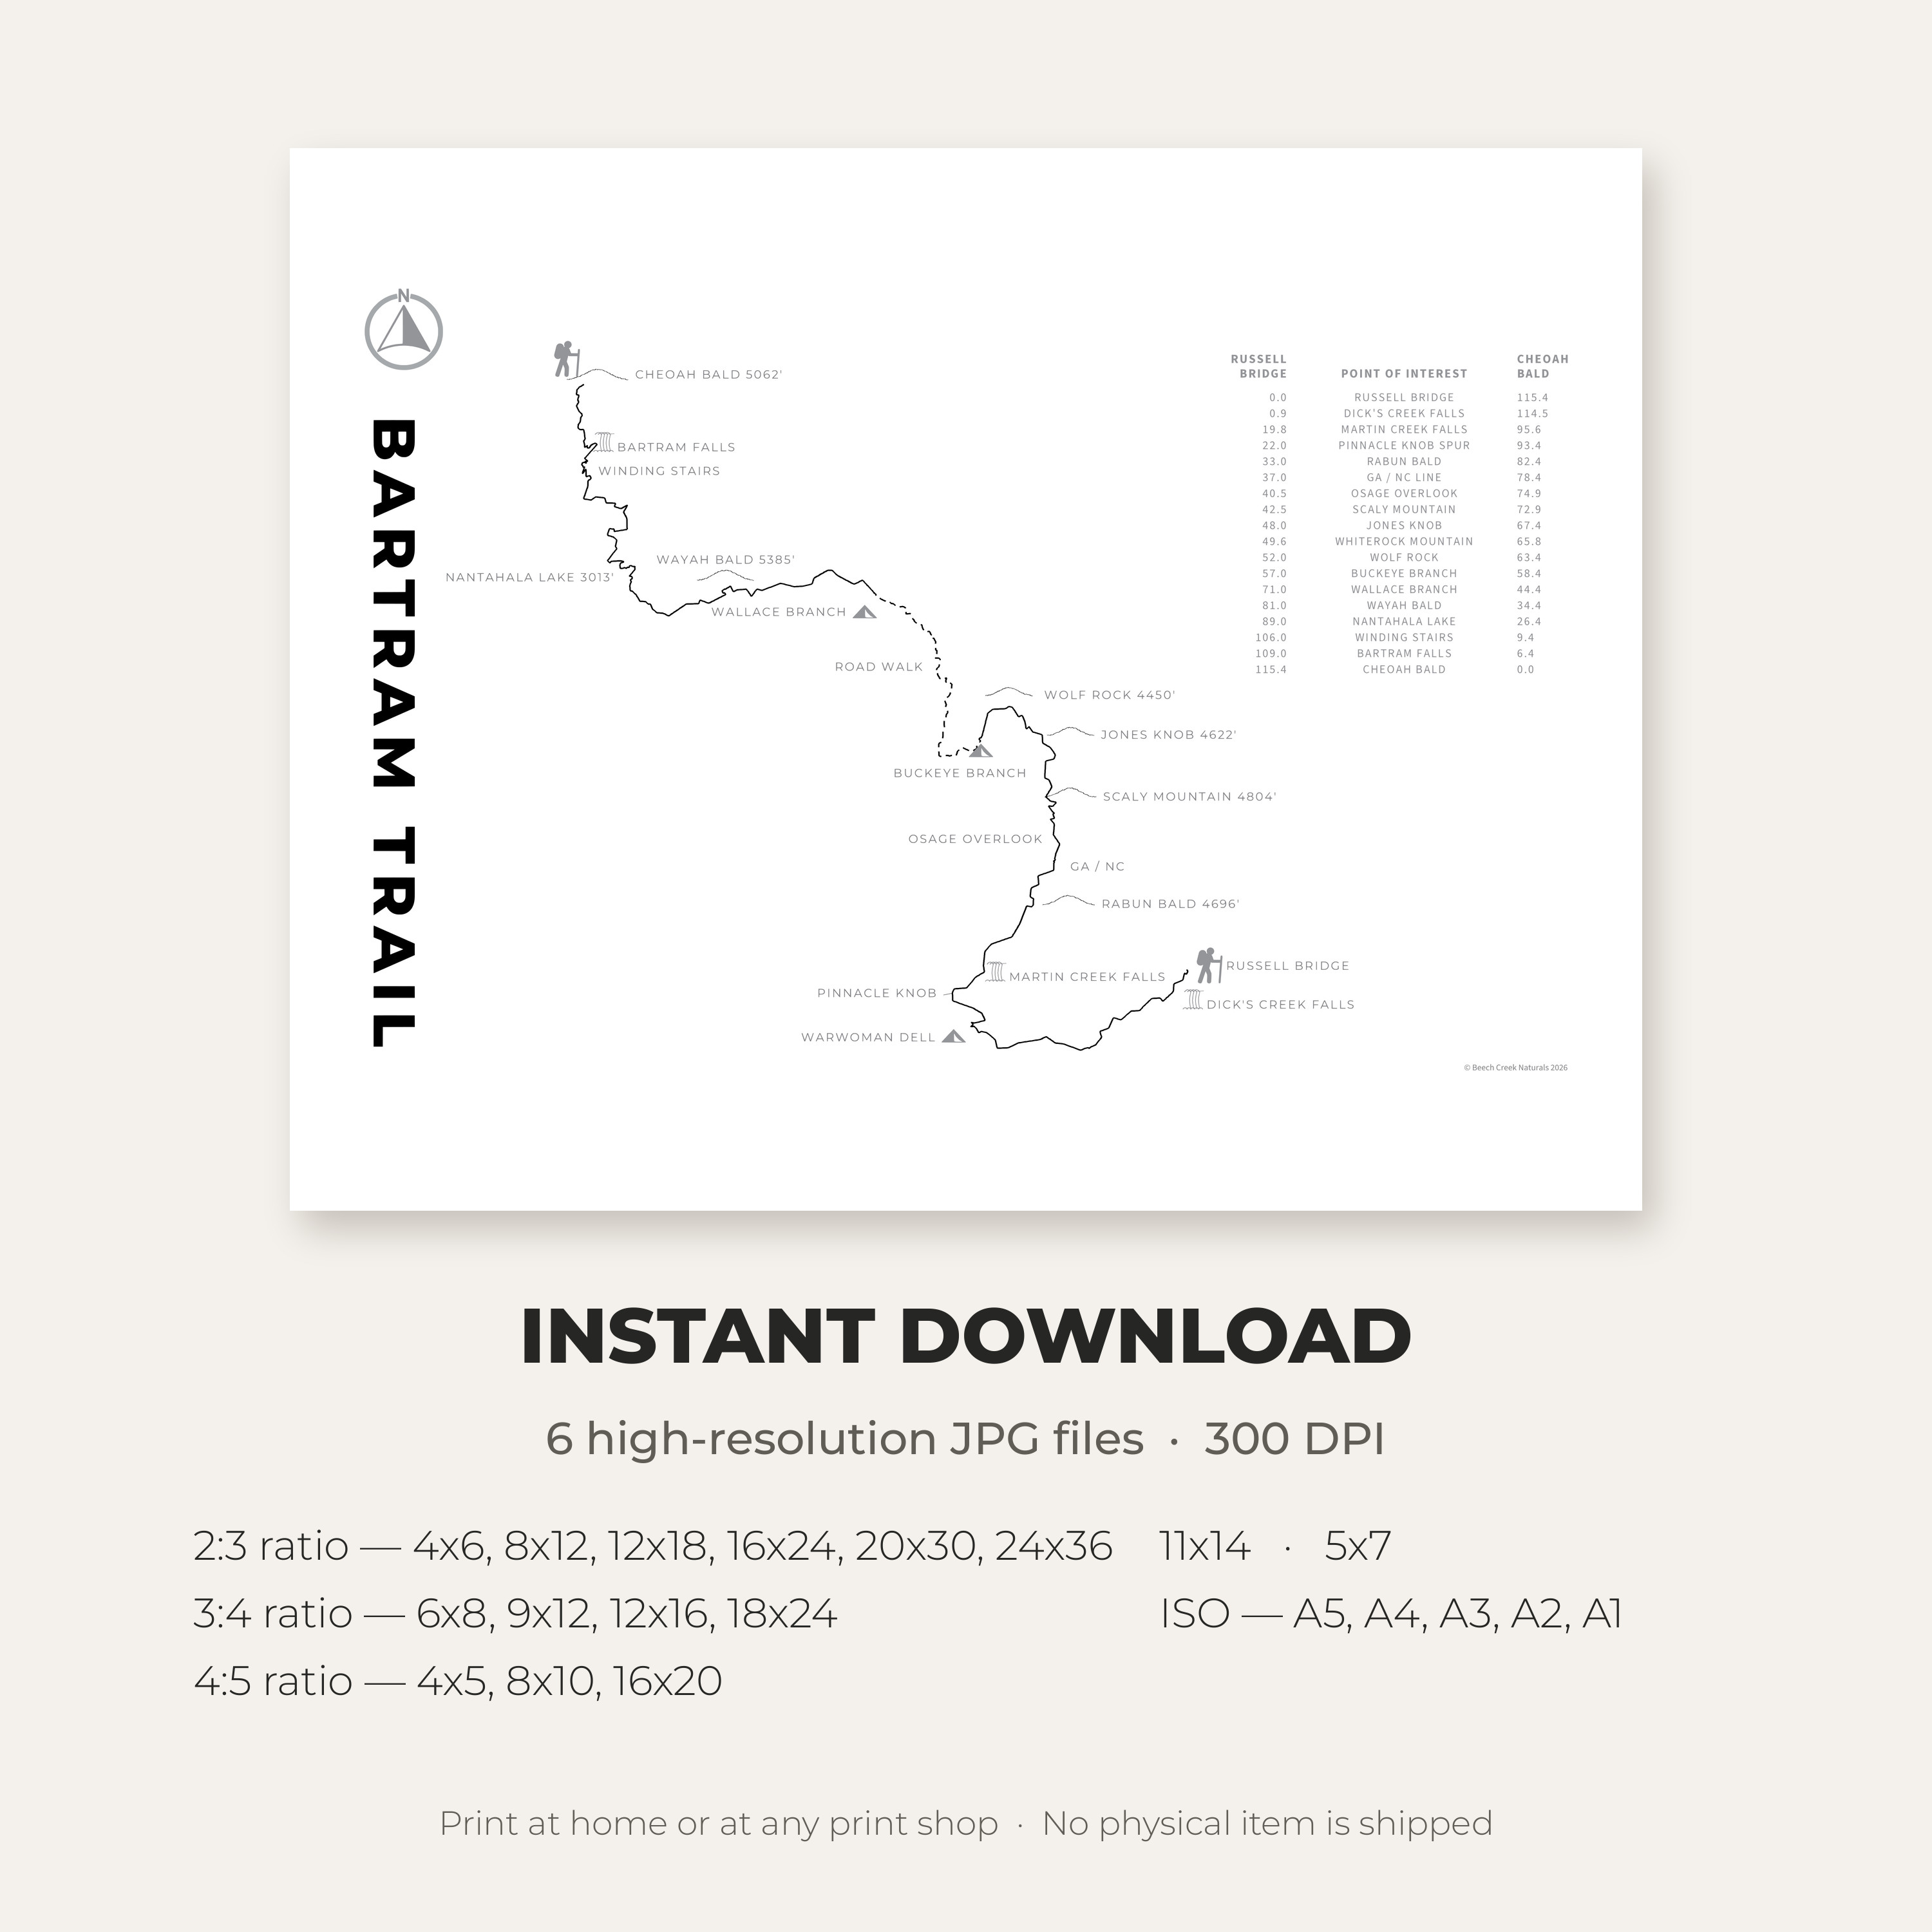 N
BARTRAM TRAIL
CHEOAH BALD 5062'
BARTRAM FALLS
WINDING STAIRS
WAYAH BALD 5385'
NANTAHALA LAKE 3013'
WALLACE BRANCH
ROAD WALK
WOLF ROCK 4450'
JONES KNOB 4622'
BUCKEYE BRANCH
SCALY MOUNTAIN 4804'
OSAGE OVERLOOK
GA / NC
RABUN BALD 4696'
RUSSELL BRIDGE
MARTIN CREEK FALLS
PINNACLE KNOB
DICK'S CREEK FALLS
WARWOMAN DELL
RUSSELL BRIDGE POINT OF INTEREST CHEOAH BALD
0.0 RUSSELL BRIDGE 115.4
0.9 DICK'S CREEK FALLS 114.5
19.8 MARTIN CREEK FALLS 95.6
22.0 PINNACLE KNOB SPUR 93.4
33.0 RABUN BALD 82.4
37.0 GA / NC LINE 78.4
40.5 OSAGE OVERLOOK 74.9
42.5 SCALY MOUNTAIN 72.9
48.0 JONES KNOB 67.4
49.6 WHITEROCK MOUNTAIN 65.8
52.0 WOLF ROCK 63.4
57.0 BUCKEYE BRANCH 58.4
71.0 WALLACE BRANCH 44.4
81.0 WAYAH BALD 34.4
89.0 NANTAHALA LAKE 26.4
106.0 WINDING STAIRS 9.4
109.0 BARTRAM FALLS 6.4
115.4 CHEOAH BALD 0.0
© Beech Creek Naturals 2026
INSTANT DOWNLOAD
6 high-resolution JPG files · 300 DPI
2:3 ratio — 4x6, 8x12, 12x18, 16x24, 20x30, 24x36
3:4 ratio — 6x8, 9x12, 12x16, 18x24
4:5 ratio — 4x5, 8x10, 16x20
11x14 · 5x7
ISO — A5, A4, A3, A2, A1
Print at home or at any print shop · No physical item is shipped